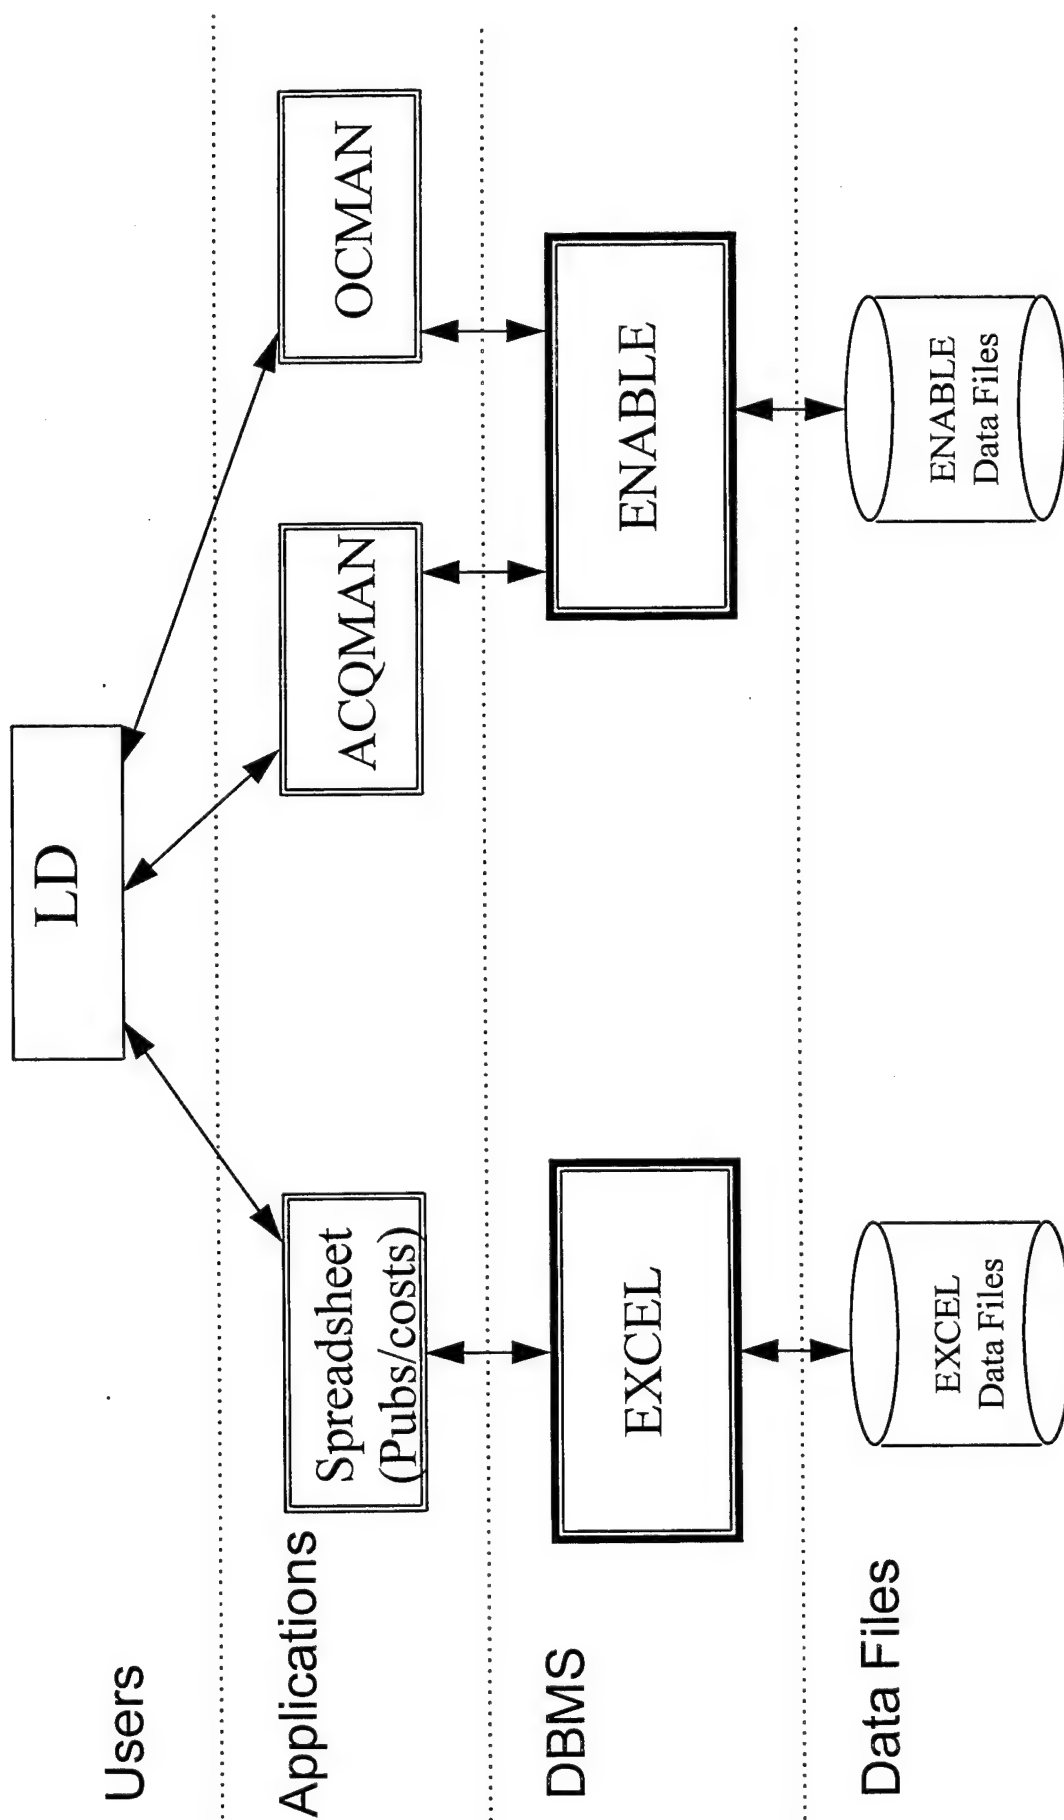 Users
LD
Applications
Spreadsheet
(Pubs/costs)
ACQMAN
OCMAN
DBMS
EXCEL
ENABLE
Data Files
EXCEL
Data Files
ENABLE
Data Files